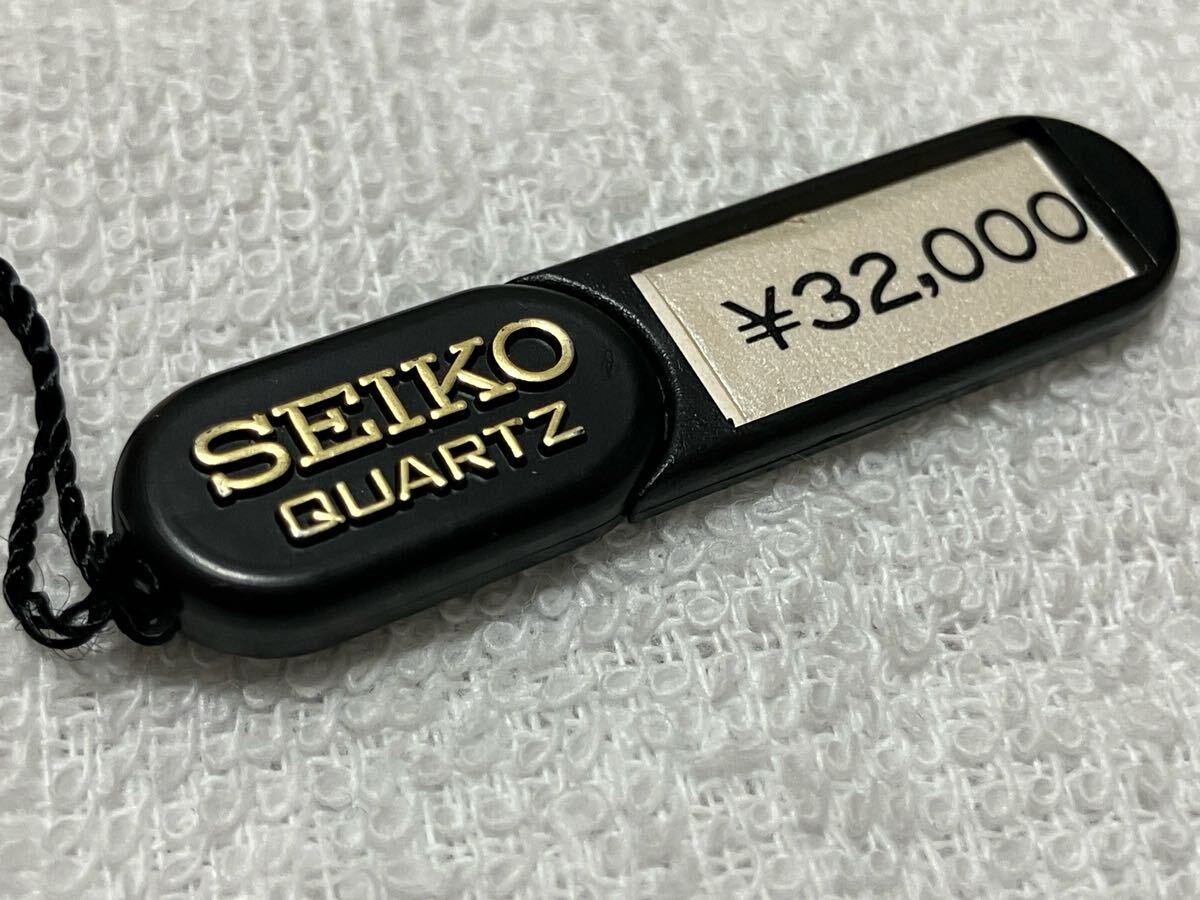 SEIKO
QUARTZ
¥32,000